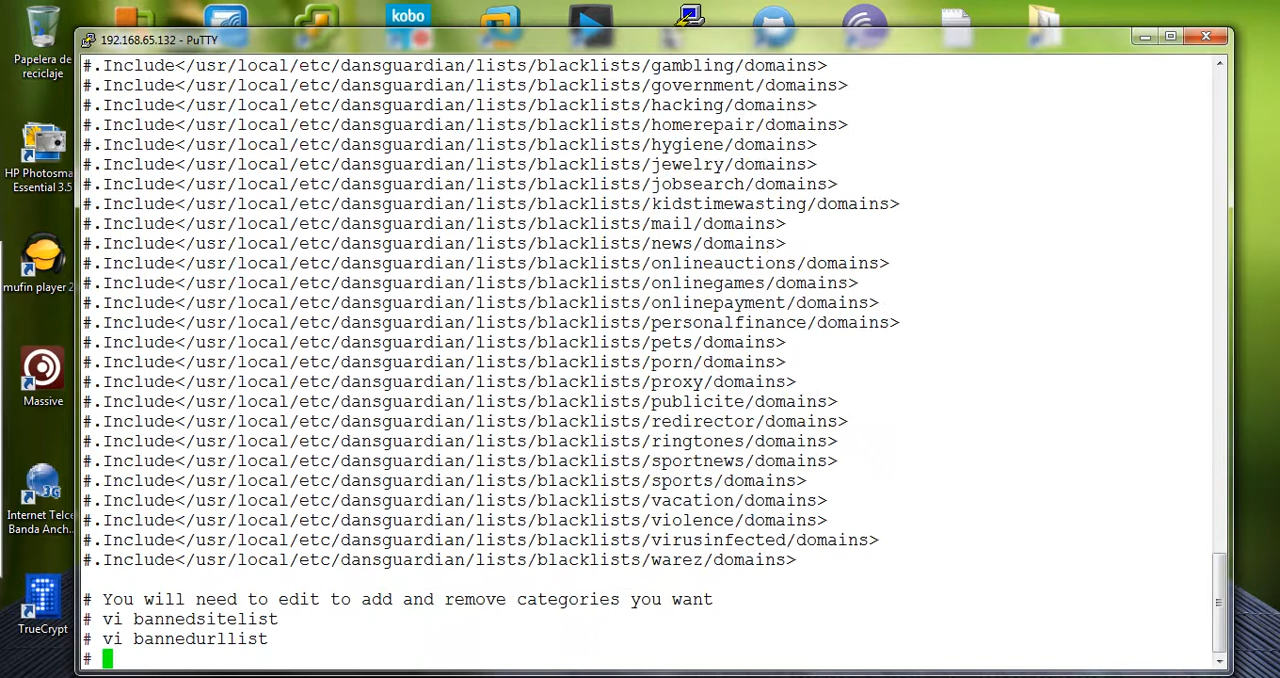 kobo
Papelera de
reciclaje
192.168.65.132 - PuTTY
#.Include</usr/local/etc/dansguardian/lists/blacklists/gambling/domains>
#.Include</usr/local/etc/dansguardian/lists/blacklists/government/domains>
#.Include</usr/local/etc/dansguardian/lists/blacklists/hacking/domains>
#.Include</usr/local/etc/dansguardian/lists/blacklists/homerepair/domains>
#.Include</usr/local/etc/dansguardian/lists/blacklists/hygiene/domains>
#.Include</usr/local/etc/dansguardian/lists/blacklists/jewelry/domains>
#.Include</usr/local/etc/dansguardian/lists/blacklists/jobsearch/domains>
#.Include</usr/local/etc/dansguardian/lists/blacklists/kidstimewasting/domains>
#.Include</usr/local/etc/dansguardian/lists/blacklists/mail/domains>
#.Include</usr/local/etc/dansguardian/lists/blacklists/news/domains>
#.Include</usr/local/etc/dansguardian/lists/blacklists/onlineauctions/domains>
#.Include</usr/local/etc/dansguardian/lists/blacklists/onlinegames/domains>
#.Include</usr/local/etc/dansguardian/lists/blacklists/onlinepayment/domains>
#.Include</usr/local/etc/dansguardian/lists/blacklists/personalfinance/domains>
#.Include</usr/local/etc/dansguardian/lists/blacklists/pets/domains>
#.Include</usr/local/etc/dansguardian/lists/blacklists/porn/domains>
#.Include</usr/local/etc/dansguardian/lists/blacklists/proxy/domains>
#.Include</usr/local/etc/dansguardian/lists/blacklists/publicite/domains>
#.Include</usr/local/etc/dansguardian/lists/blacklists/redirector/domains>
#.Include</usr/local/etc/dansguardian/lists/blacklists/ringtones/domains>
#.Include</usr/local/etc/dansguardian/lists/blacklists/sportnews/domains>
#.Include</usr/local/etc/dansguardian/lists/blacklists/sports/domains>
#.Include</usr/local/etc/dansguardian/lists/blacklists/vacation/domains>
#.Include</usr/local/etc/dansguardian/lists/blacklists/violence/domains>
#.Include</usr/local/etc/dansguardian/lists/blacklists/virusinfected/domains>
#.Include</usr/local/etc/dansguardian/lists/blacklists/warez/domains>
# You will need to edit to add and remove categories you want
# vi bannedsitelist
# vi bannedurllist
#
HP Photosma
Essential 3.5
mufin player 2
Massive
3G
Internet Telce
Banda Anch...
TrueCrypt